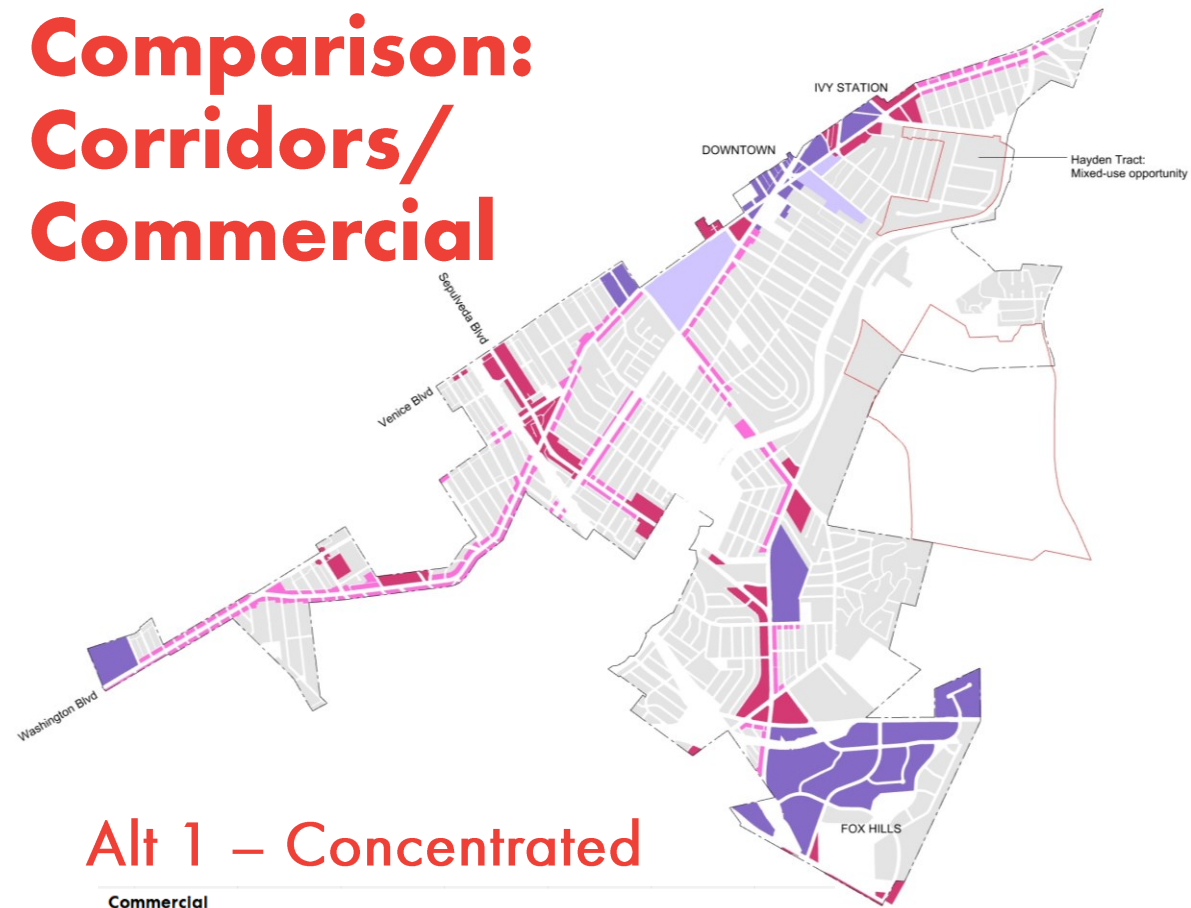 Comparison:
Corridors/
Commercial
IVY STATION
DOWNTOWN
Hayden Tract:
Mixed-use opportunity
Sepulveda Blvd
Venice Blvd
Washington Blvd
FOX HILLS
Alt 1 – Concentrated
Commercial